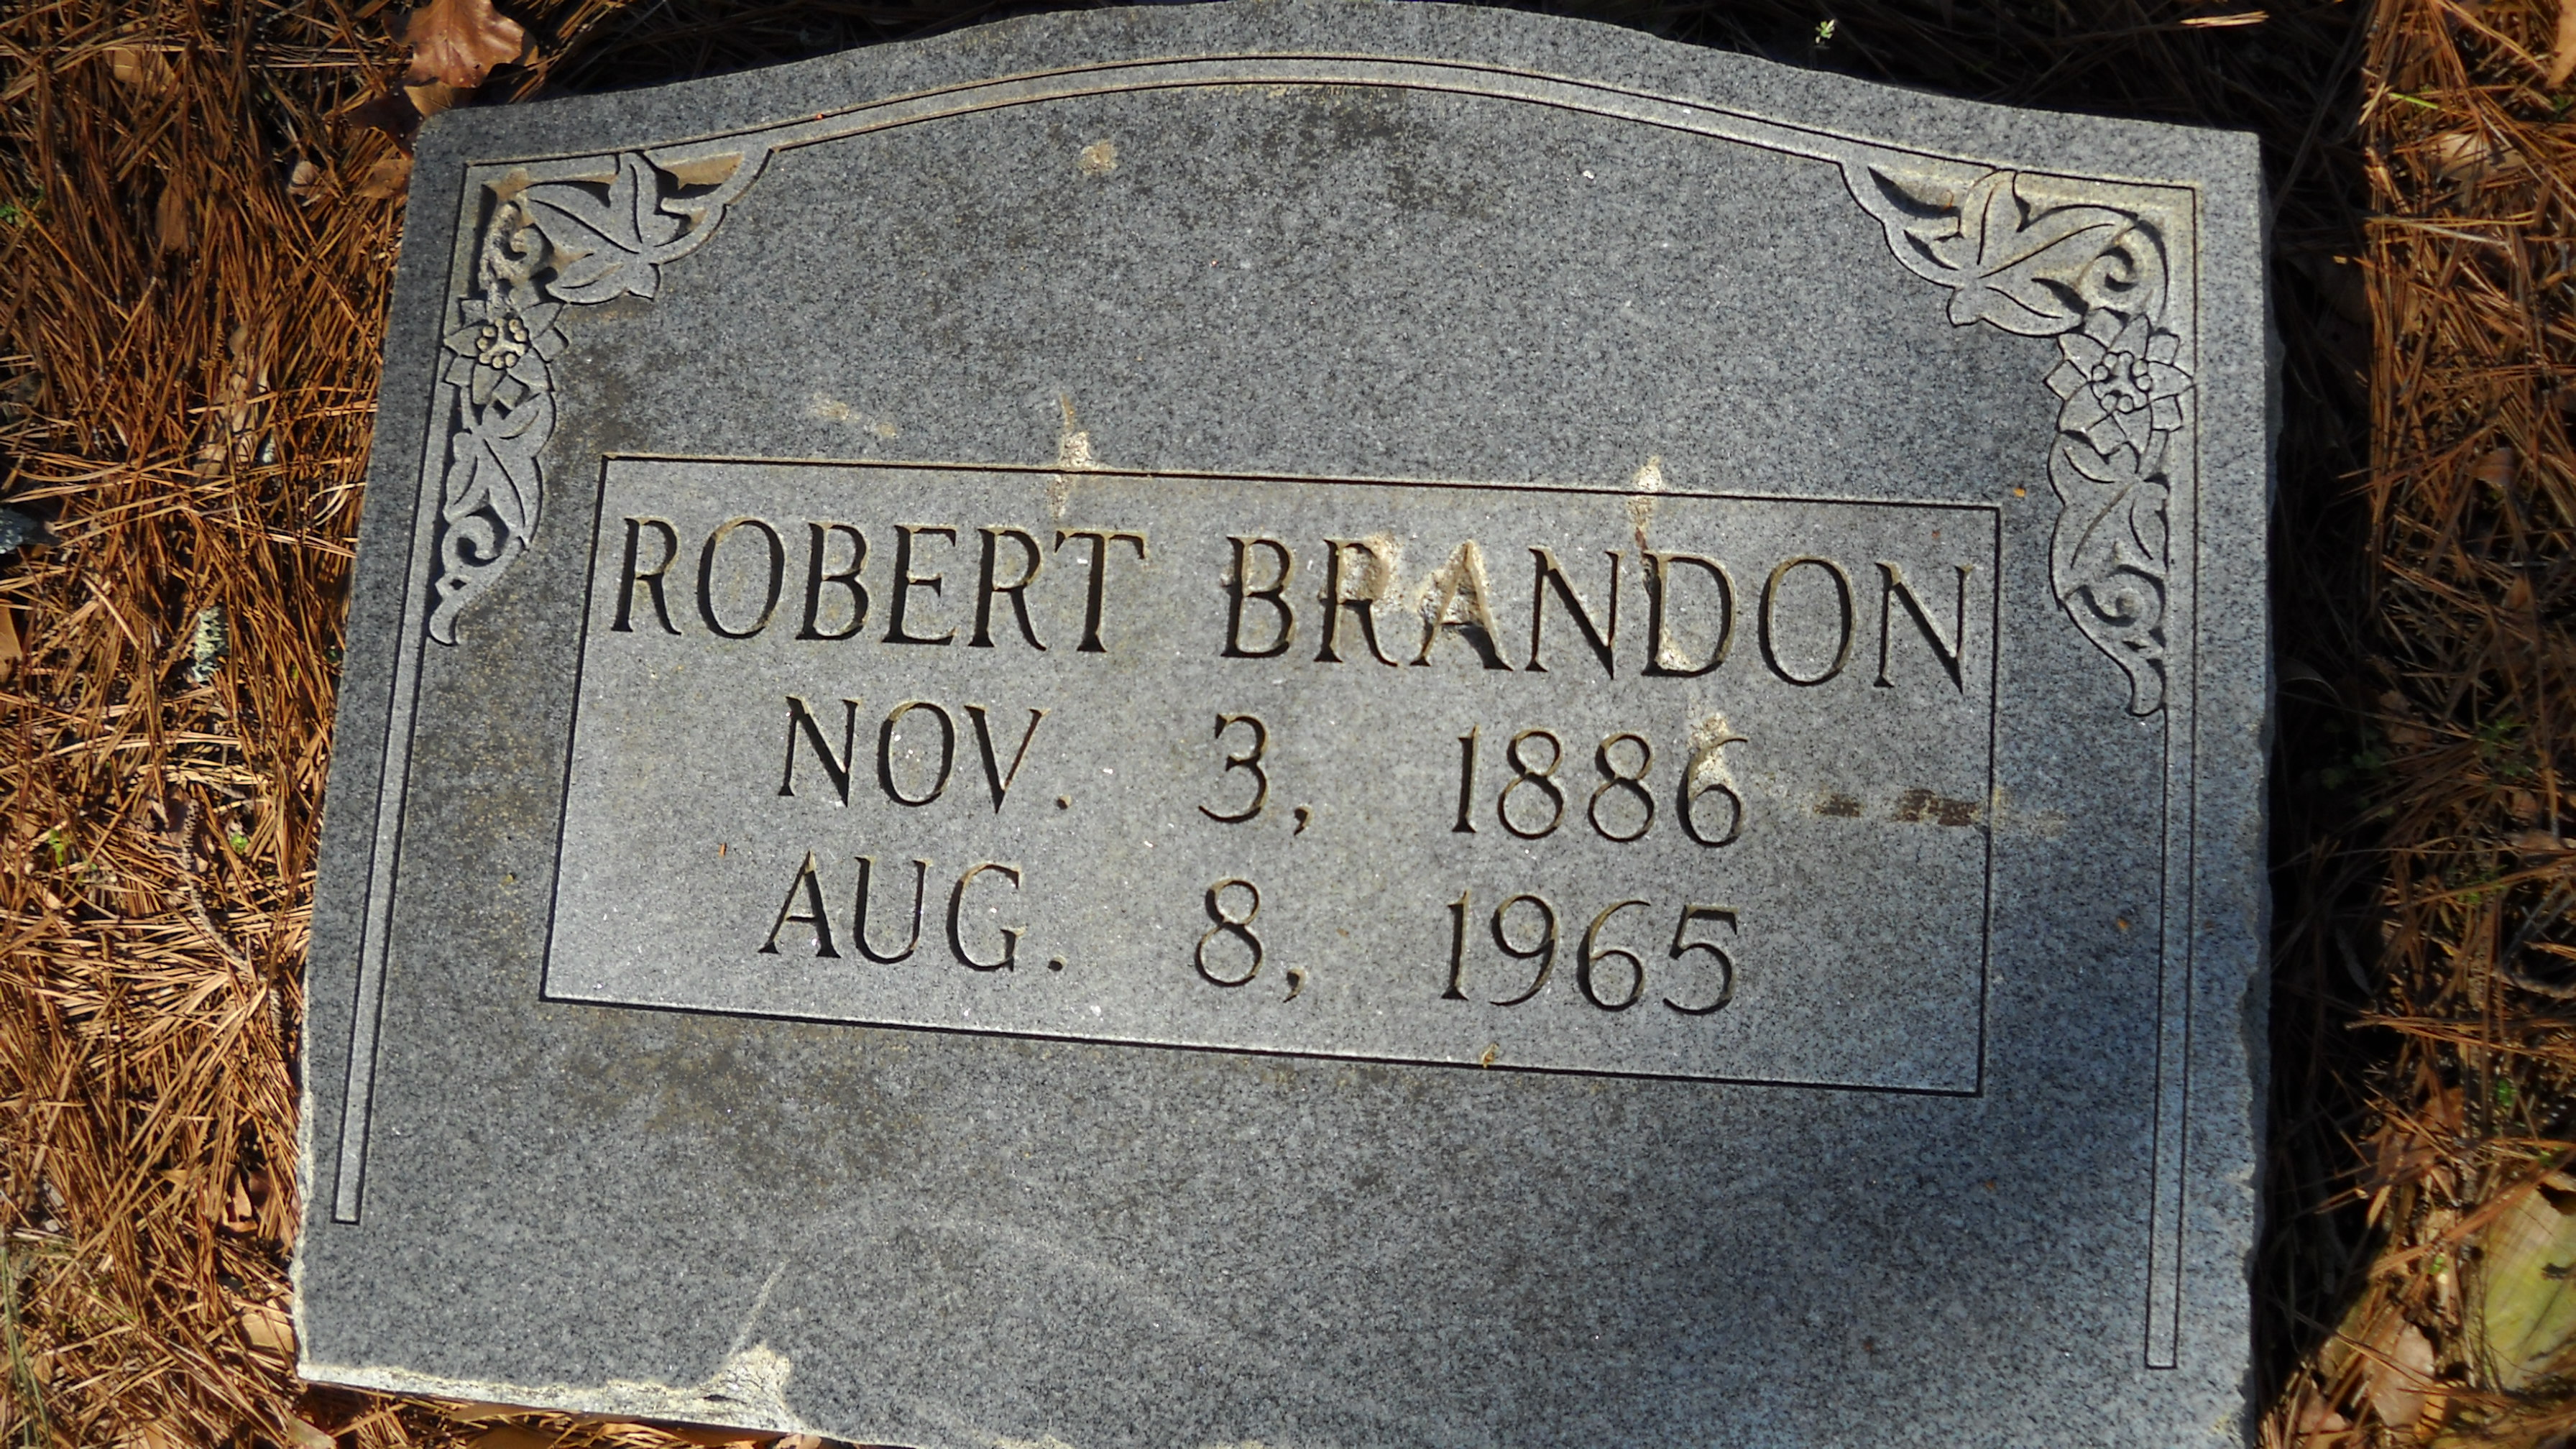 ROBERT BRANDON
NOV. 3, 1886
AUG. 8, 1965